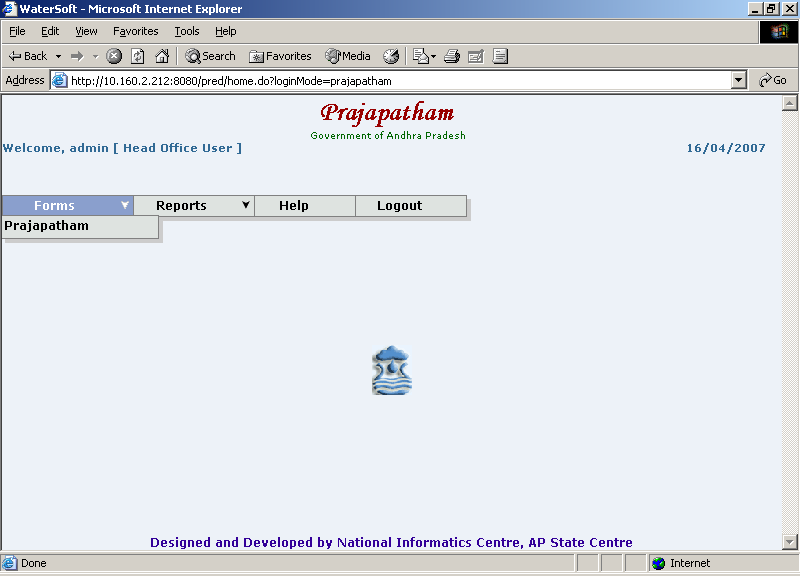 WaterSoft - Microsoft Internet Explorer
File Edit View Favorites Tools Help
Back Search Favorites Media
Address http://10.160.2.212:8080/pred/home.do?loginMode=prajapatham Go
Prajapatham
Government of Andhra Pradesh
Welcome, admin [ Head Office User ] 16/04/2007
Forms Reports Help Logout
Prajapatham
Designed and Developed by National Informatics Centre, AP State Centre
Done Internet